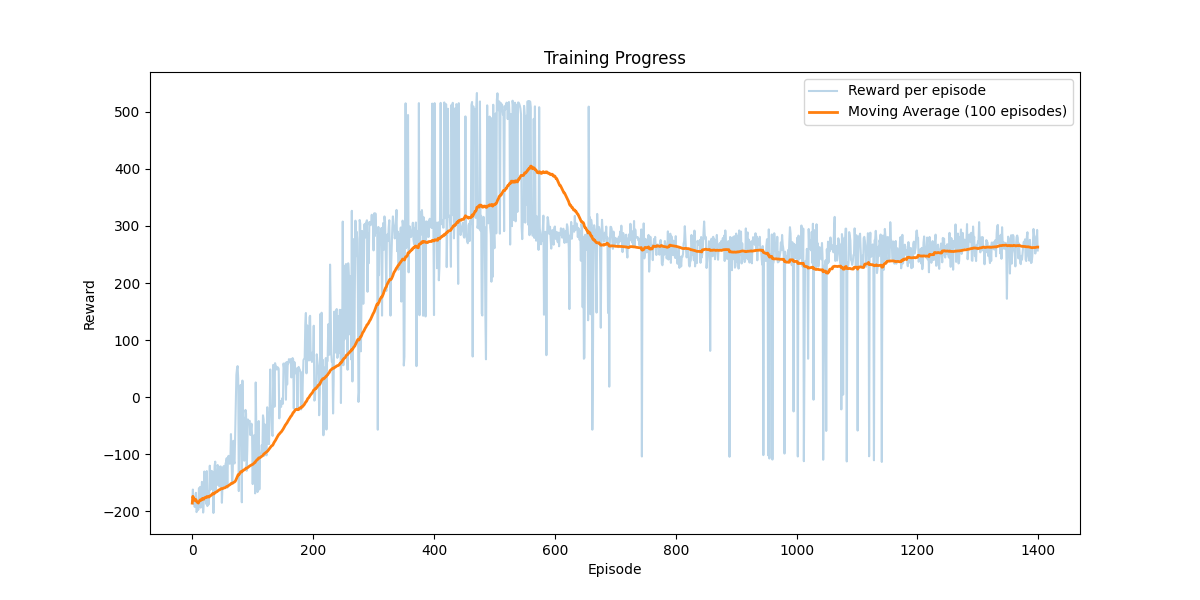 Training Progress
Reward per episode
Moving Average (100 episodes)
500
400
300
200
100
0
−100
−200
Reward
0 200 400 600 800 1000 1200 1400
Episode